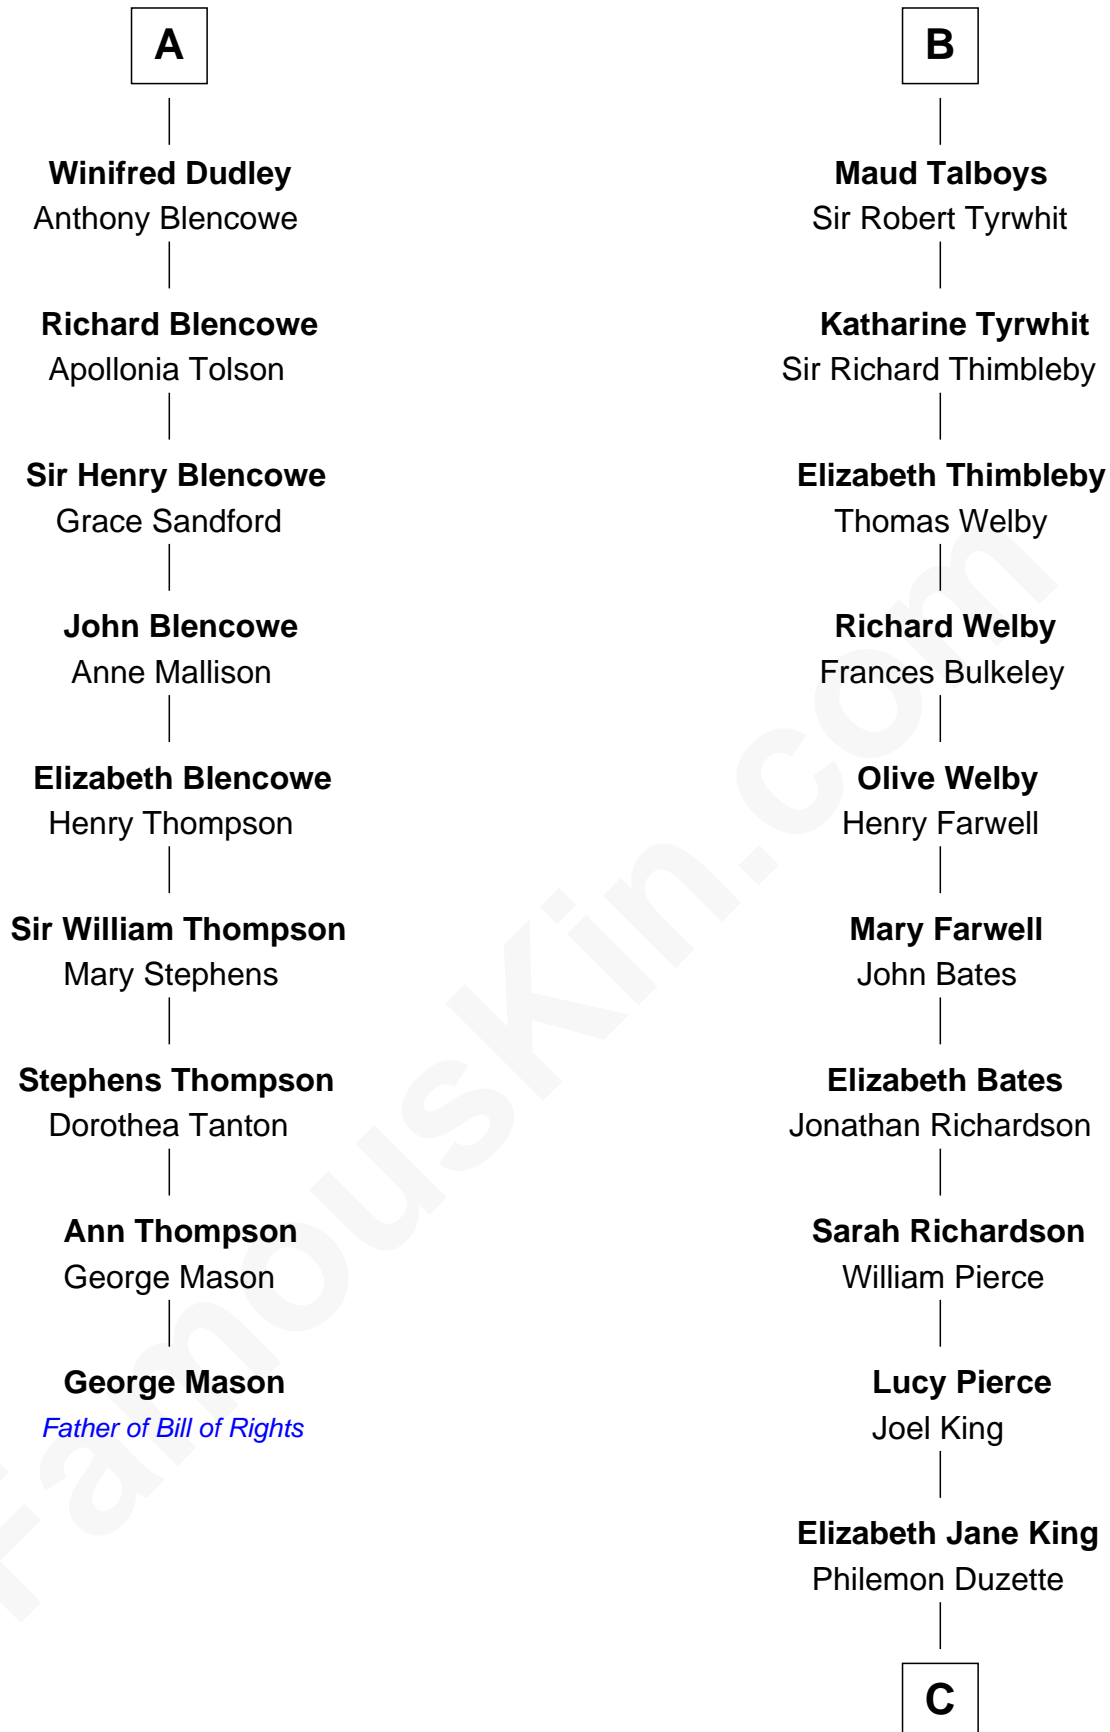 A
Winifred Dudley
Anthony Blencowe
Richard Blencowe
Apollonia Tolson
Sir Henry Blencowe
Grace Sandford
John Blencowe
Anne Mallison
Elizabeth Blencowe
Henry Thompson
Sir William Thompson
Mary Stephens
Stephens Thompson
Dorothea Tanton
Ann Thompson
George Mason
George Mason
Father of Bill of Rights
B
Maud Talboys
Sir Robert Tyrwhit
Katharine Tyrwhit
Sir Richard Thimbleby
Elizabeth Thimbleby
Thomas Welby
Richard Welby
Frances Bulkeley
Olive Welby
Henry Farwell
Mary Farwell
John Bates
Elizabeth Bates
Jonathan Richardson
Sarah Richardson
William Pierce
Lucy Pierce
Joel King
Elizabeth Jane King
Philemon Duzette
C
FamousKin.com